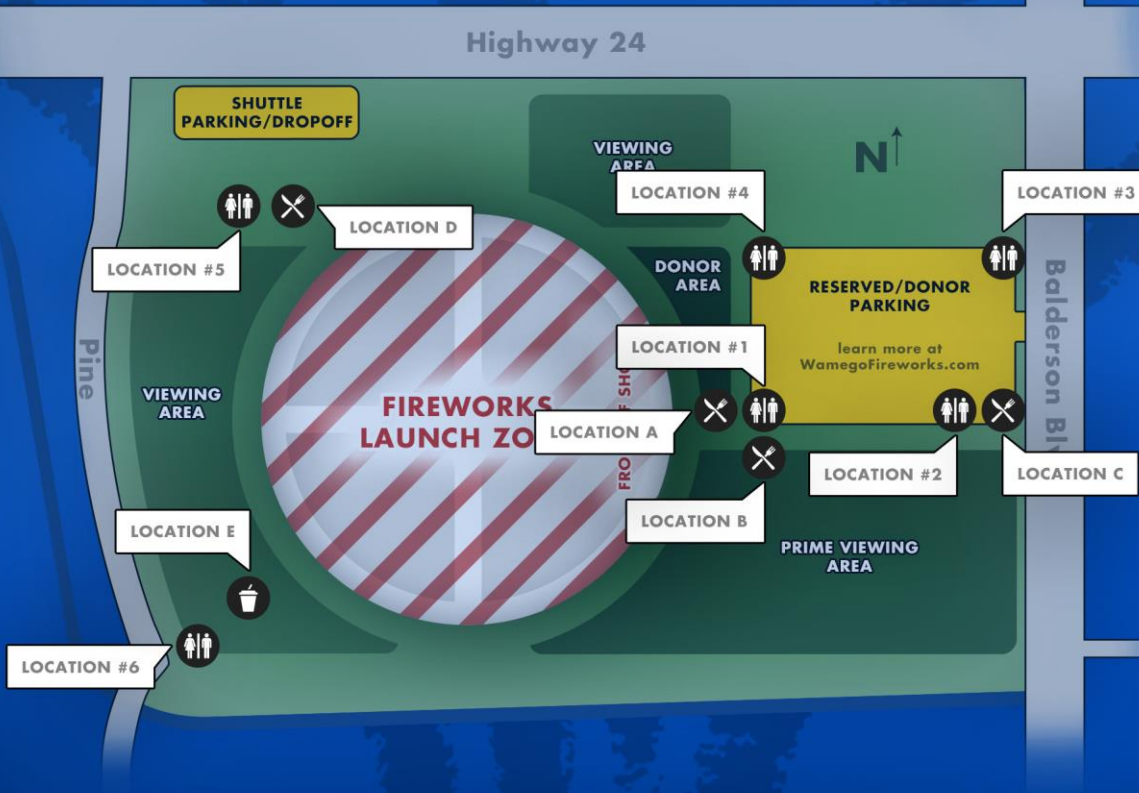 Highway 24
SHUTTLE
PARKING/DROPOFF
VIEWING
AREA
N
LOCATION #4
LOCATION #3
LOCATION D
LOCATION #5
DONOR
AREA
RESERVED/DONOR
PARKING
learn more at
WamegoFireworks.com
Balderson Bl
Pine
LOCATION #1
VIEWING
AREA
FIREWORKS
LAUNCH ZO
LOCATION A
LOCATION #2
LOCATION C
LOCATION B
LOCATION E
PRIME VIEWING
AREA
LOCATION #6